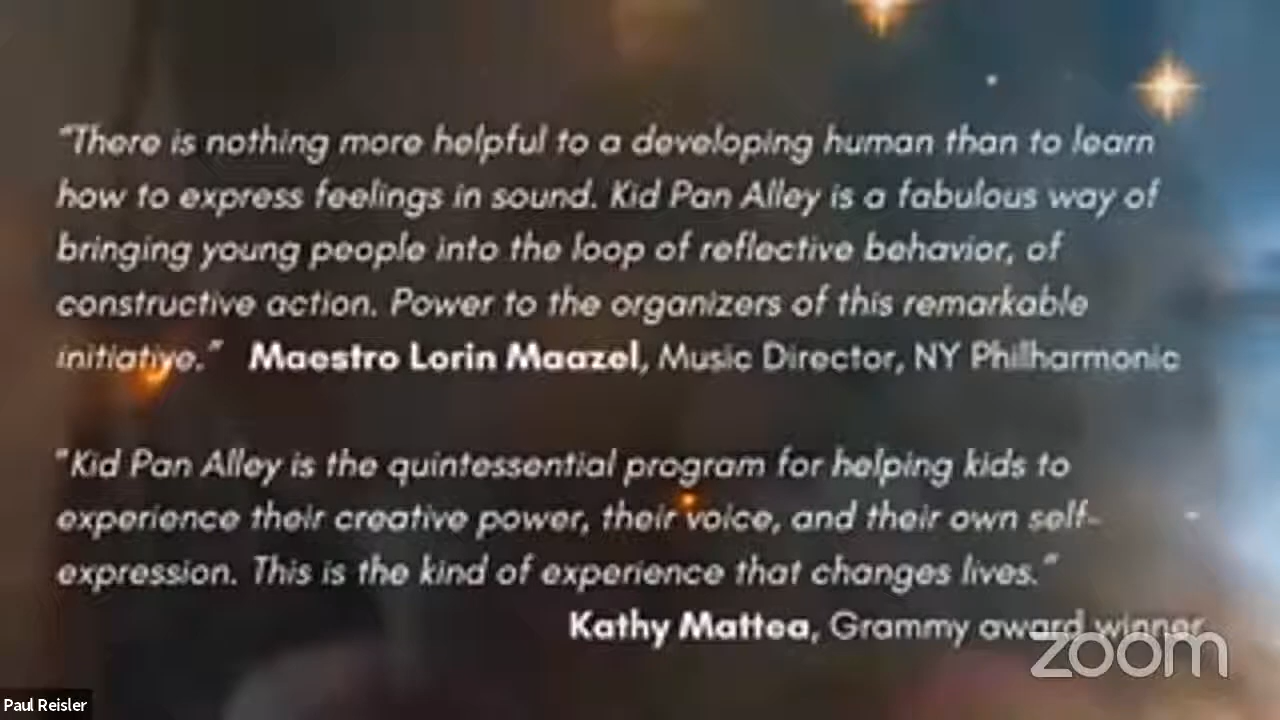 “There is nothing more helpful to a developing human than to learn
how to express feelings in sound. Kid Pan Alley is a fabulous way of
bringing young people into the loop of reflective behavior, of
constructive action. Power to the organizers of this remarkable
initiative.” Maestro Lorin Maazel, Music Director, NY Philharmonic
"Kid Pan Alley is the quintessential program for helping kids to
experience their creative power, their voice, and their own self-
expression. This is the kind of experience that changes lives.”
Kathy Mattea, Grammy award winner
zoom
Paul Reisler